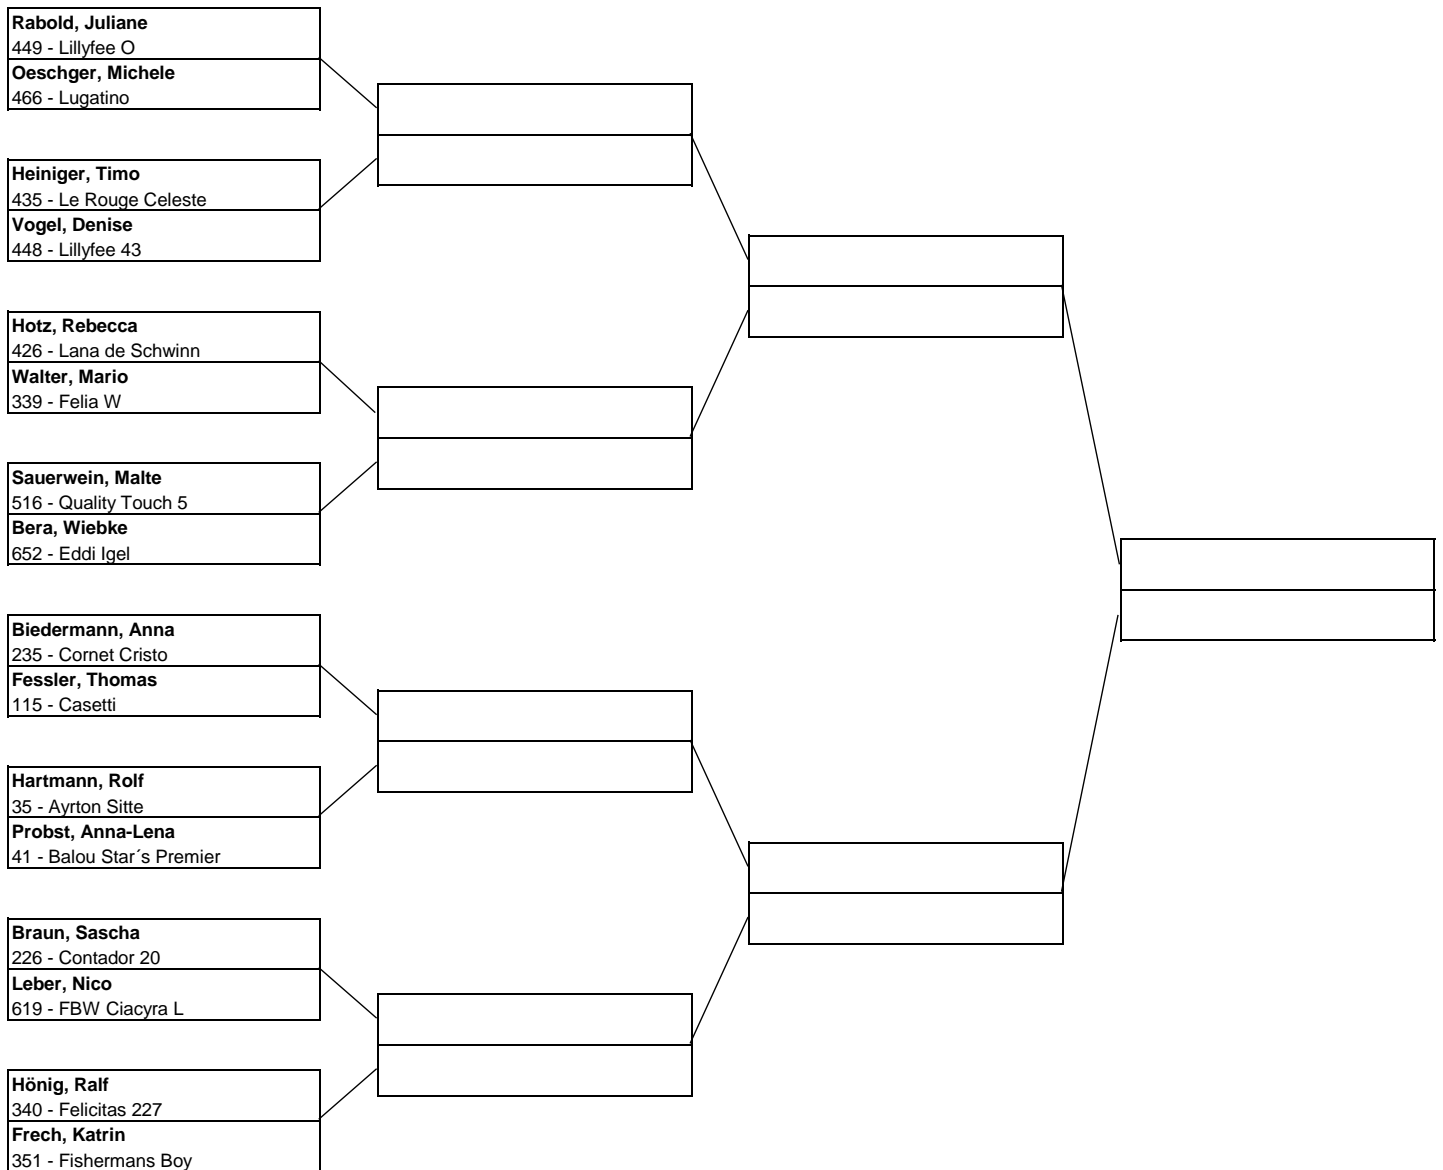 Rabold, Juliane
449 - Lillyfee O
Oeschger, Michele
466 - Lugatino
Heiniger, Timo
435 - Le Rouge Celeste
Vogel, Denise
448 - Lillyfee 43
Hotz, Rebecca
426 - Lana de Schwinn
Walter, Mario
339 - Felia W
Sauerwein, Malte
516 - Quality Touch 5
Bera, Wiebke
652 - Eddi Igel
Biedermann, Anna
235 - Cornet Cristo
Fessler, Thomas
115 - Casetti
Hartmann, Rolf
35 - Ayrton Sitte
Probst, Anna-Lena
41 - Balou Star´s Premier
Braun, Sascha
226 - Contador 20
Leber, Nico
619 - FBW Ciacyra L
Hönig, Ralf
340 - Felicitas 227
Frech, Katrin
351 - Fishermans Boy